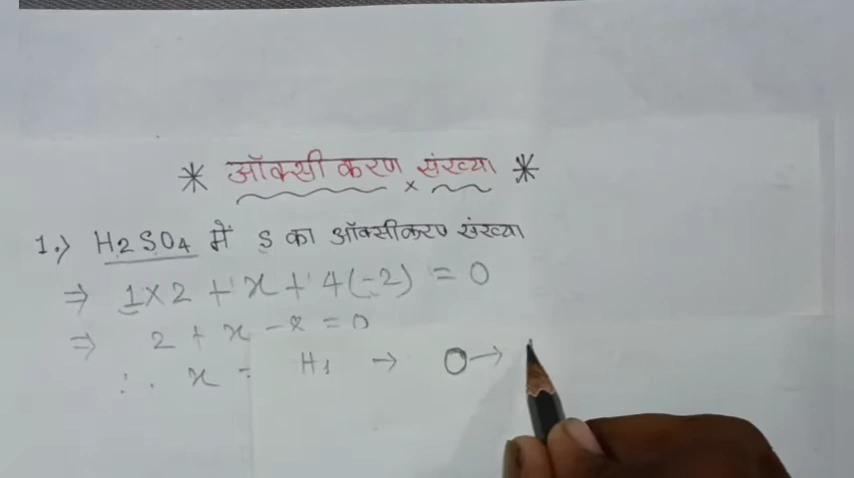 * ऑक्सी करण संख्या *
×
1.) H2SO4 में S का ऑक्सीकरण संख्या
⇒ 1×2 + x + 4(-2) = 0
⇒ 2 + x - 8 = 0
∴ x = H1 → O→